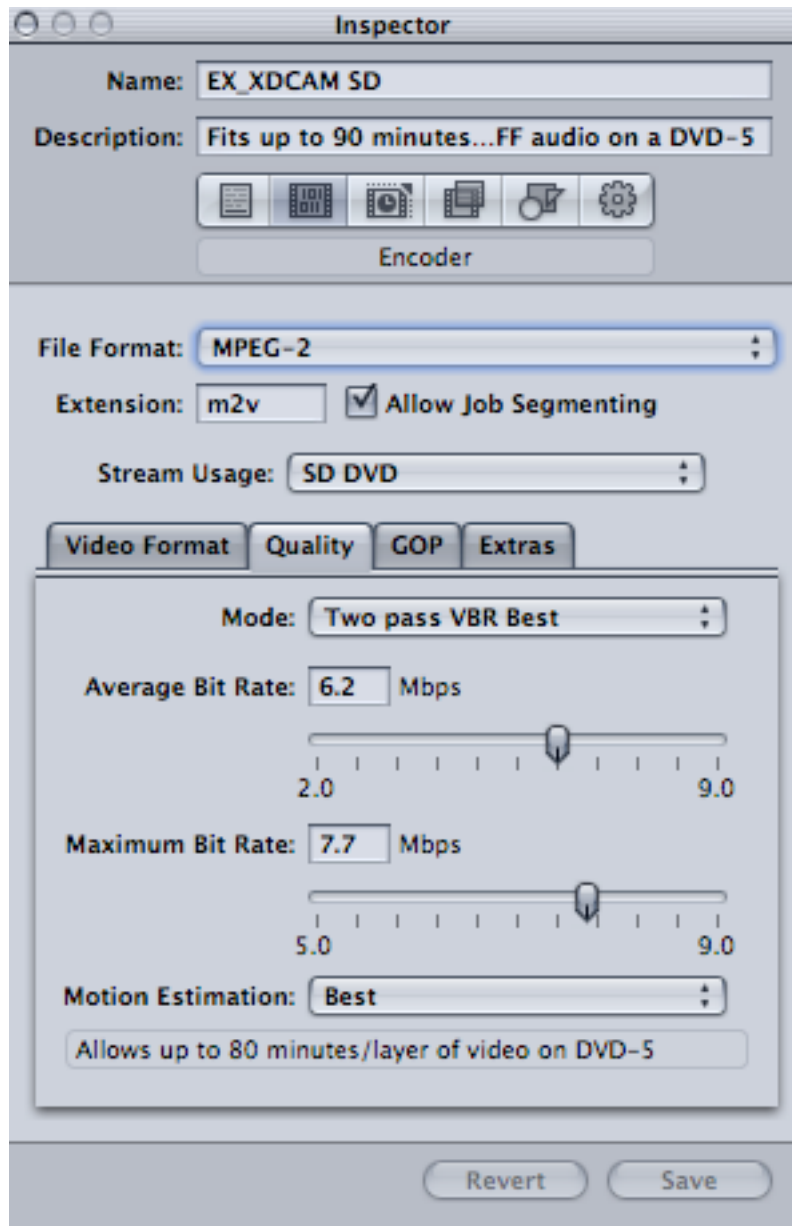 Inspector
Name: EX_XDCAM SD
Description: Fits up to 90 minutes...FF audio on a DVD-5
Encoder
File Format: MPEG-2
Extension: m2v Allow Job Segmenting
Stream Usage: SD DVD
Video Format Quality GOP Extras
Mode: Two pass VBR Best
Average Bit Rate: 6.2 Mbps
2.0 9.0
Maximum Bit Rate: 7.7 Mbps
5.0 9.0
Motion Estimation: Best
Allows up to 80 minutes/layer of video on DVD-5
Revert Save